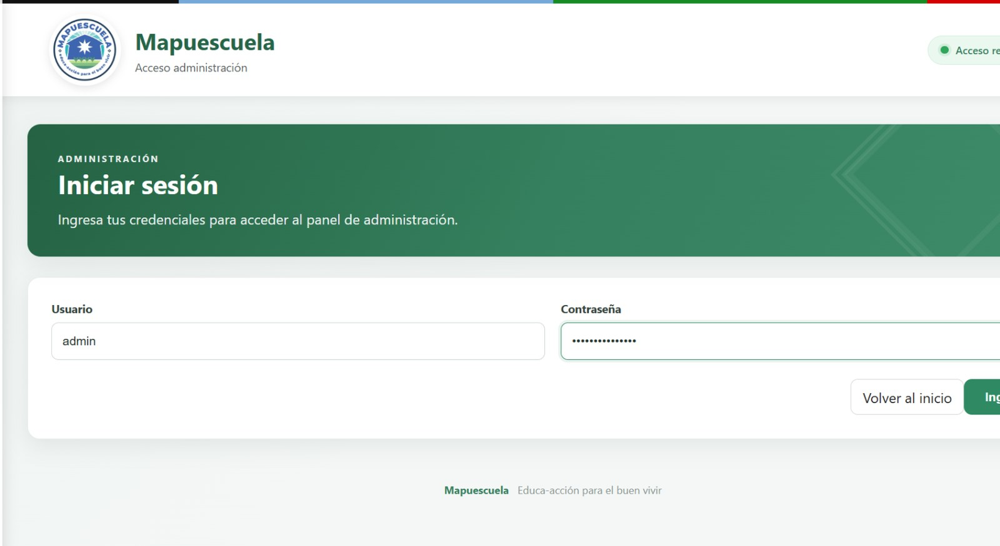 MAPUESCUELA
educa-acción para el buen vivir
Mapuescuela
Acceso administración
Acceso re
ADMINISTRACIÓN
Iniciar sesión
Ingresa tus credenciales para acceder al panel de administración.
Usuario
Contraseña
admin
•••••••••••••••
Volver al inicio
Ing
Mapuescuela Educa-acción para el buen vivir